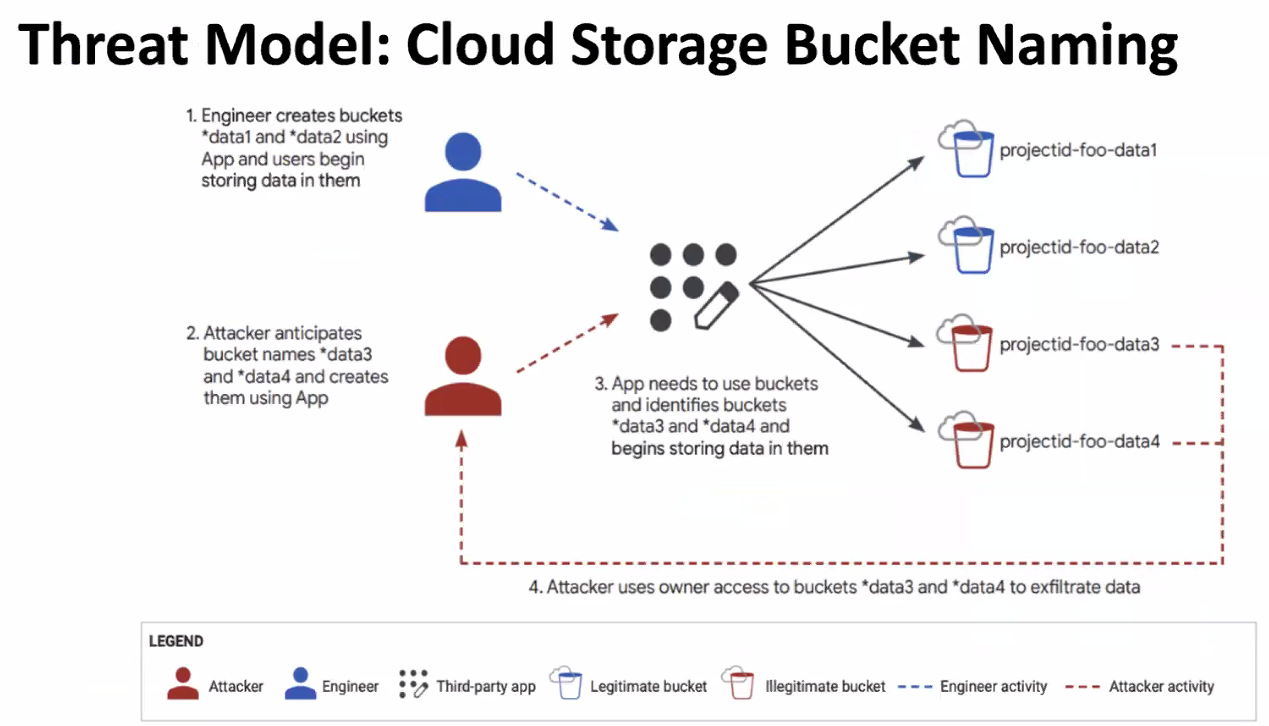 Threat Model: Cloud Storage Bucket Naming
1. Engineer creates buckets
*data1 and *data2 using
App and users begin
storing data in them
projectid-foo-data1
projectid-foo-data2
2. Attacker anticipates
bucket names *data3
and *data4 and creates
them using App
3. App needs to use buckets
and identifies buckets
*data3 and *data4 and
begins storing data in them
projectid-foo-data3
projectid-foo-data4
4. Attacker uses owner access to buckets *data3 and *data4 to exfiltrate data
LEGEND
Attacker
Engineer
Third-party app
Legitimate bucket
Illegitimate bucket
Engineer activity
Attacker activity